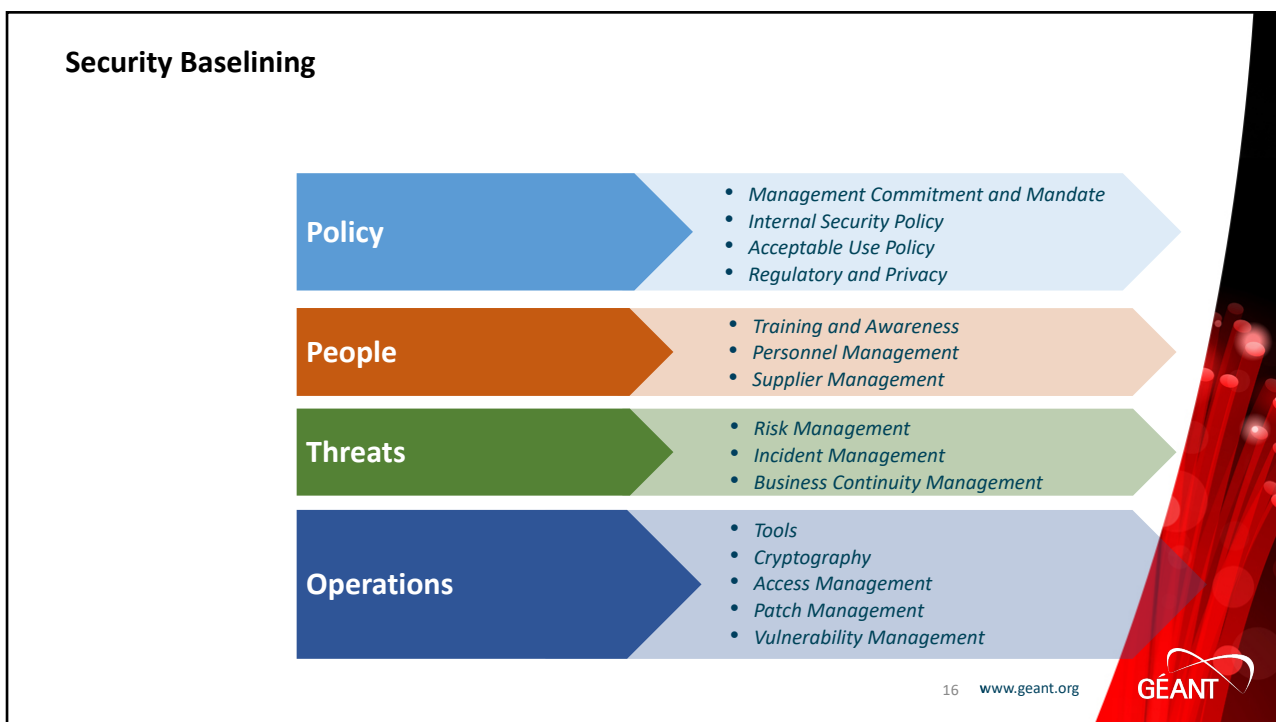 Security Baselining
Policy
• Management Commitment and Mandate
• Internal Security Policy
• Acceptable Use Policy
• Regulatory and Privacy
People
• Training and Awareness
• Personnel Management
• Supplier Management
Threats
• Risk Management
• Incident Management
• Business Continuity Management
Operations
• Tools
• Cryptography
• Access Management
• Patch Management
• Vulnerability Management
16 www.geant.org
GÉANT